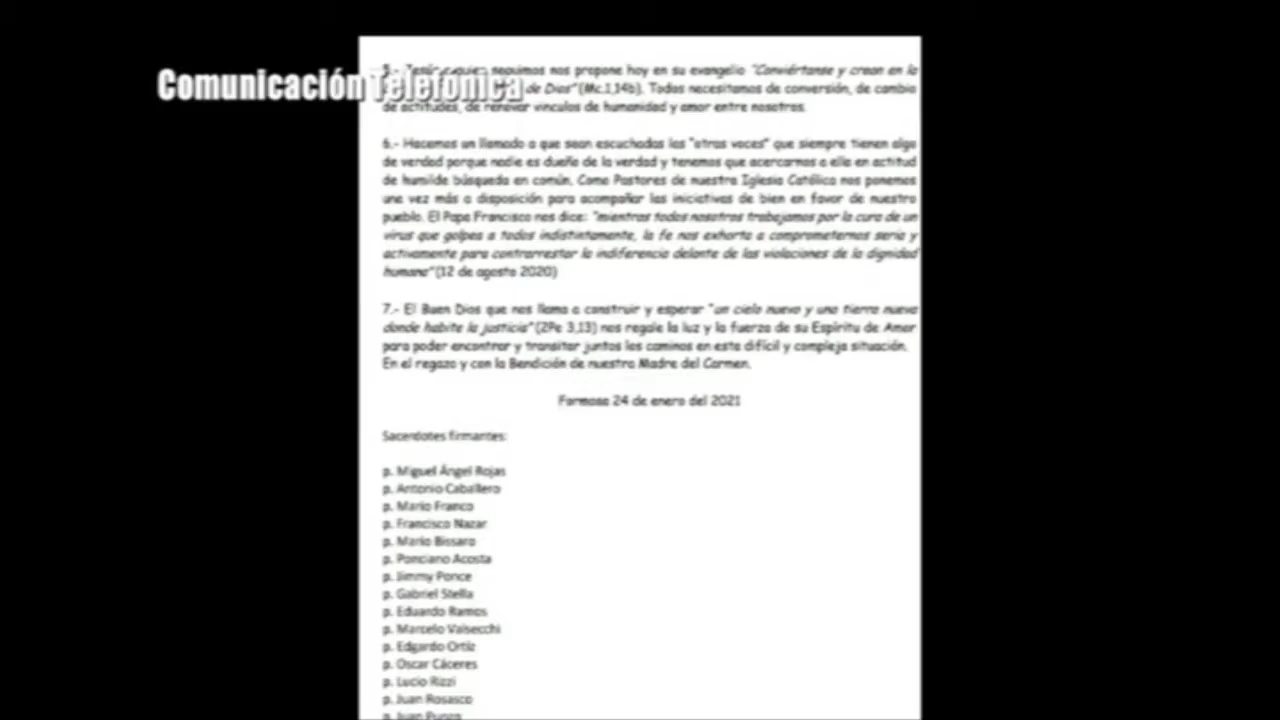 Comunicación Telefónica
nos propone hoy en su evangelio "Conviértanse y crean en la
de Dios" (Mc.1,14b). Todos necesitamos de conversión, de cambio
de actitudes, de renovar vínculos de humanidad y amor entre nosotros.
6.- Hacemos un llamado a que sean escuchadas las "otras voces" que siempre tienen algo
de verdad porque nadie es dueño de la verdad y tenemos que acercarnos a ella en actitud
de humilde búsqueda en común. Como Pastores de nuestra Iglesia Católica nos ponemos
una vez más a disposición para acompañar las iniciativas de bien en favor de nuestro
pueblo. El Papa Francisco nos dice: "mientras todos nosotros trabajamos por la cura de un
virus que golpea a todos indistintamente, la fe nos exhorta a comprometernos seria y
activamente para contrarrestar la indiferencia delante de las violaciones de la dignidad
humana" (12 de agosto 2020)
7.- El Buen Dios que nos llama a construir y esperar "un cielo nuevo y una tierra nueva
donde habite la justicia" (2Pe 3,13) nos regale la luz y la fuerza de su Espíritu de Amor
para poder encontrar y transitar juntos los caminos en esta difícil y compleja situación.
En el regazo y con la Bendición de nuestra Madre del Carmen.
Formosa 24 de enero del 2021
Sacerdotes firmantes:
p. Miguel Ángel Rojas
p. Antonio Caballero
p. Mario Franco
p. Francisco Nazar
p. Mario Bissaro
p. Ponciano Acosta
p. Jimmy Ponce
p. Gabriel Stella
p. Eduardo Ramos
p. Marcelo Valsecchi
p. Edgardo Ortíz
p. Oscar Cáceres
p. Lucio Rizzi
p. Juan Rosasco
p. Juan